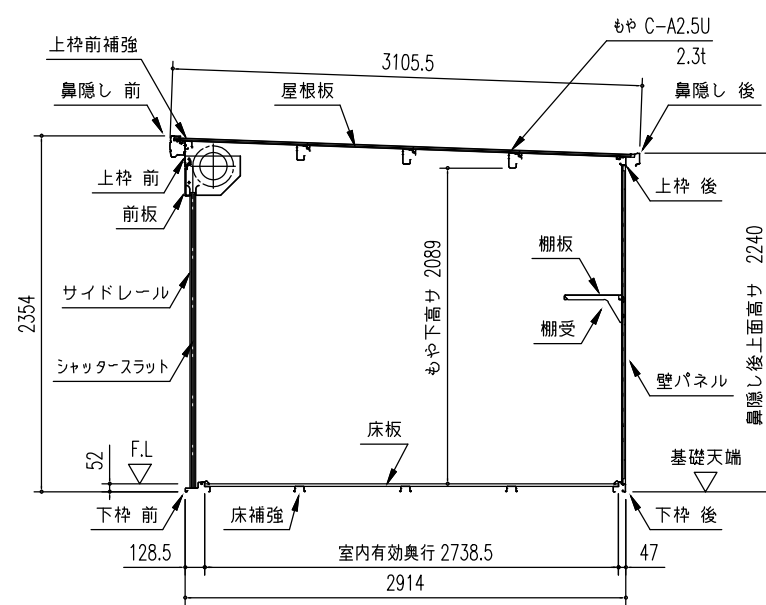 もや C-A2.5U
2.3t
上枠前補強
3105.5
鼻隠し 前
屋根板
鼻隠し 後
上枠 前
上枠 後
前板
棚板
サイドレール
棚受
シャッタースラット
壁パネル
2354
もや下高サ 2089
鼻隠し後上面高サ 2240
床板
F.L
52
基礎天端
下枠 前
床補強
下枠 後
128.5
室内有効奥行 2738.5
47
2914